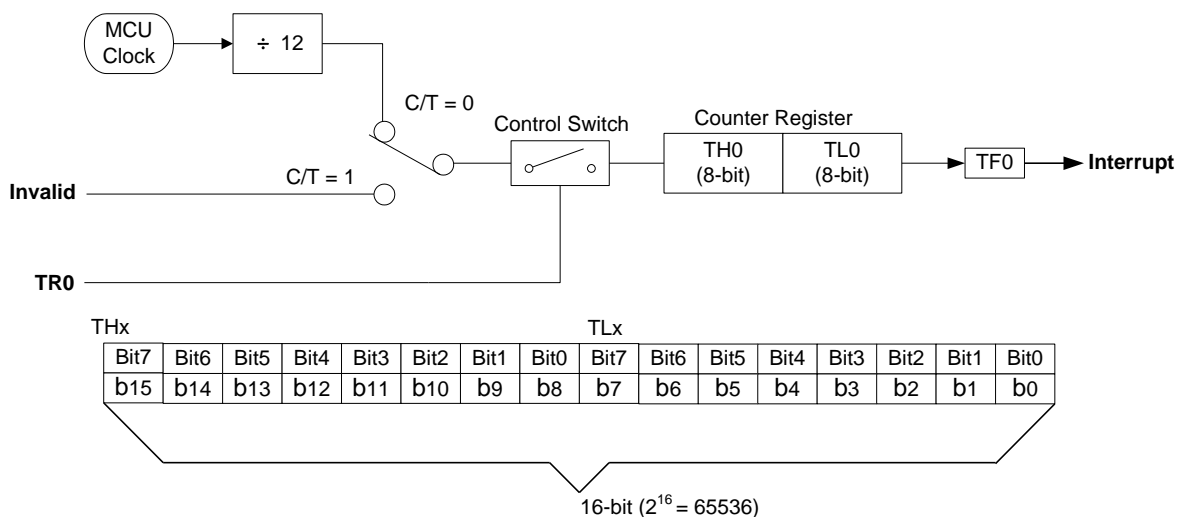 MCU
Clock
÷ 12
C/T = 0
Control Switch
Counter Register
TH0
(8-bit)
TL0
(8-bit)
TF0
Interrupt
C/T = 1
Invalid
TR0
THx TLx
Bit7 Bit6 Bit5 Bit4 Bit3 Bit2 Bit1 Bit0 Bit7 Bit6 Bit5 Bit4 Bit3 Bit2 Bit1 Bit0
b15 b14 b13 b12 b11 b10 b9 b8 b7 b6 b5 b4 b3 b2 b1 b0
16-bit (2^16 = 65536)